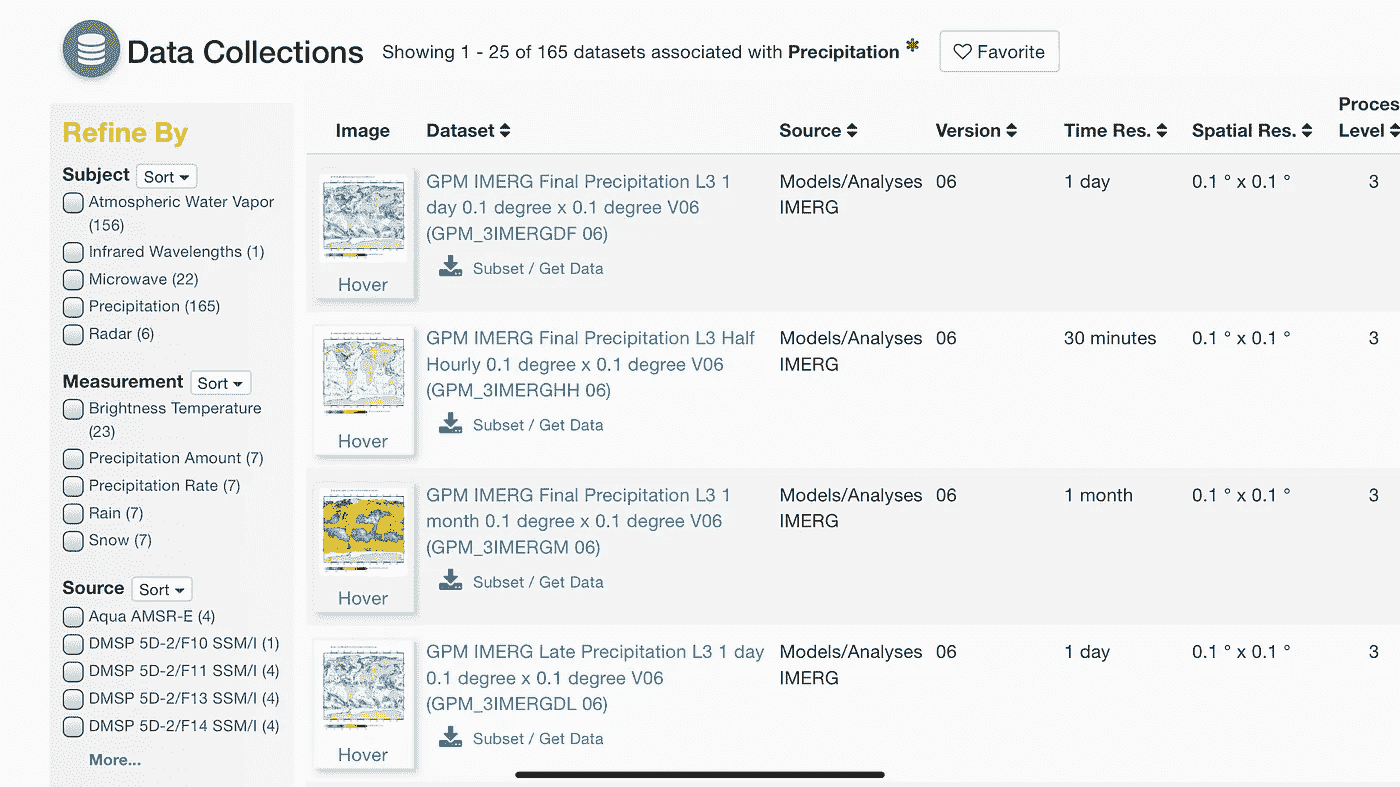 Data Collections Showing 1 - 25 of 165 datasets associated with Precipitation * Favorite
Refine By
Subject Sort
Atmospheric Water Vapor
(156)
Infrared Wavelengths (1)
Microwave (22)
Precipitation (165)
Radar (6)
Measurement Sort
Brightness Temperature
(23)
Precipitation Amount (7)
Precipitation Rate (7)
Rain (7)
Snow (7)
Source Sort
Aqua AMSR-E (4)
DMSP 5D-2/F10 SSM/I (1)
DMSP 5D-2/F11 SSM/I (4)
DMSP 5D-2/F13 SSM/I (4)
DMSP 5D-2/F14 SSM/I (4)
More...
Image Dataset Source Version Time Res. Spatial Res. Proces
Level
GPM IMERG Final Precipitation L3 1 Models/Analyses 06 1 day 0.1 ° x 0.1 ° 3
day 0.1 degree x 0.1 degree V06 IMERG
(GPM_3IMERGDF 06)
Subset / Get Data
Hover
GPM IMERG Final Precipitation L3 Half Models/Analyses 06 30 minutes 0.1 ° x 0.1 ° 3
Hourly 0.1 degree x 0.1 degree V06 IMERG
(GPM_3IMERGHH 06)
Subset / Get Data
Hover
GPM IMERG Final Precipitation L3 1 Models/Analyses 06 1 month 0.1 ° x 0.1 ° 3
month 0.1 degree x 0.1 degree V06 IMERG
(GPM_3IMERGM 06)
Subset / Get Data
Hover
GPM IMERG Late Precipitation L3 1 day Models/Analyses 06 1 day 0.1 ° x 0.1 ° 3
0.1 degree x 0.1 degree V06 IMERG
(GPM_3IMERGDL 06)
Subset / Get Data
Hover